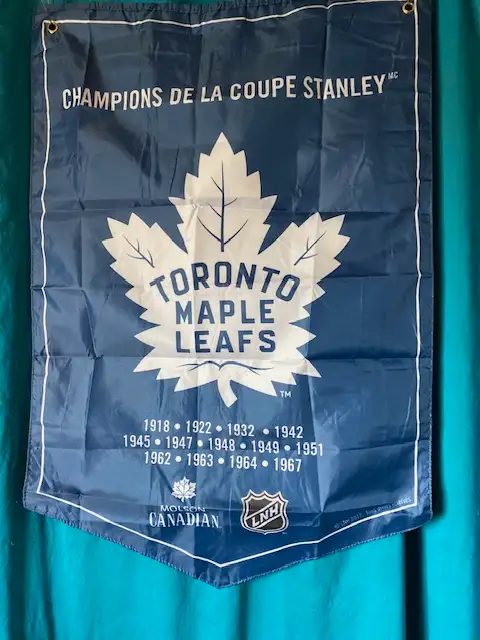 CHAMPIONS DE LA COUPE STANLEY MC
TORONTO
MAPLE
LEAFS
TM
1918 • 1922 • 1932 • 1942
1945 • 1947 • 1948 • 1949 • 1951
1962 • 1963 • 1964 • 1967
MOLSON
CANADIAN
LNH